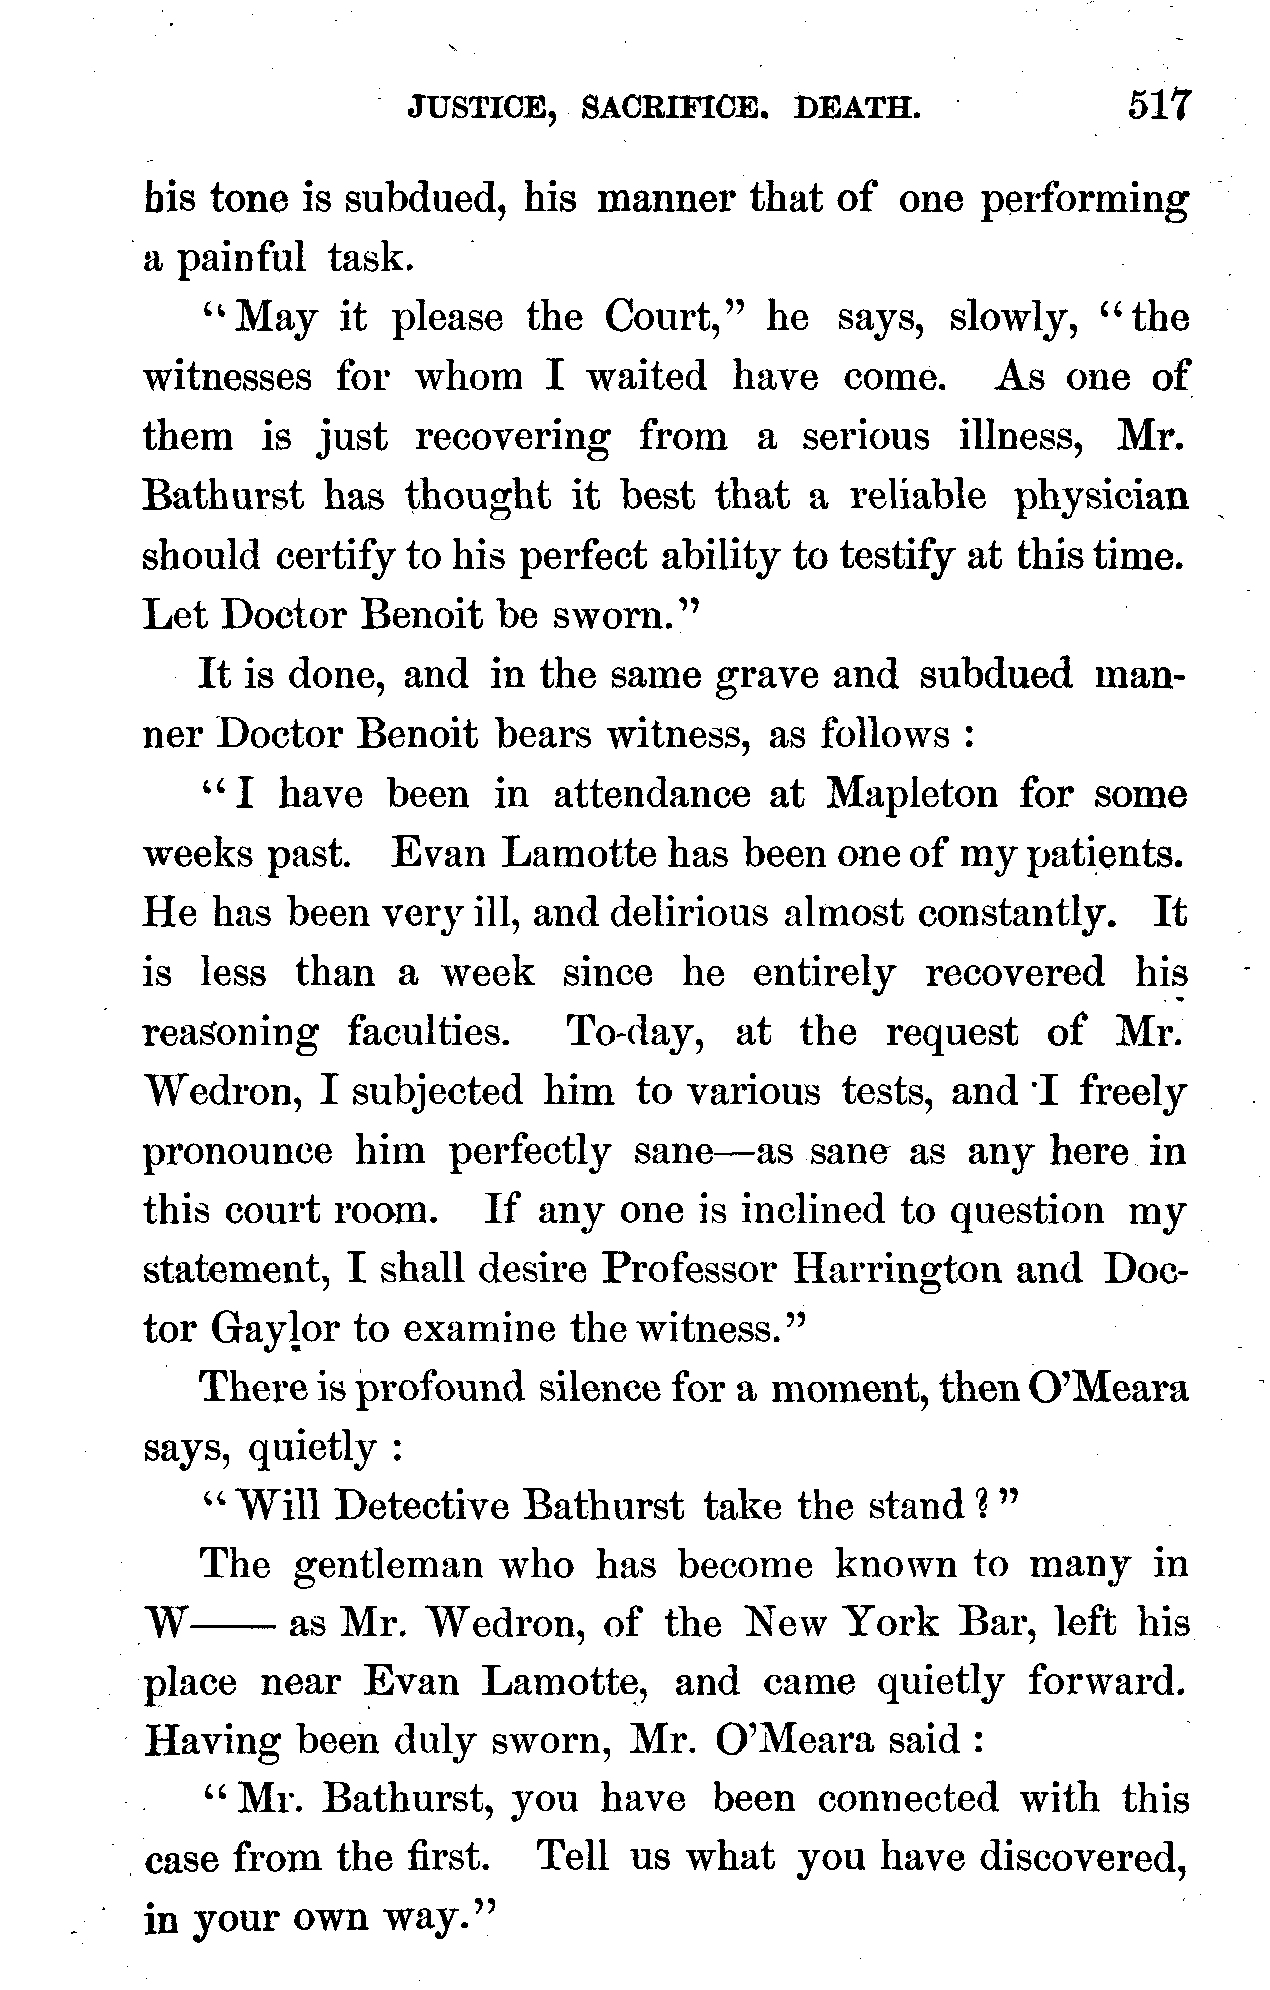 JUSTICE, SACRIFICE. DEATH. 517
his tone is subdued, his manner that of one performing
a painful task.
"May it please the Court," he says, slowly, "the
witnesses for whom I waited have come. As one of
them is just recovering from a serious illness, Mr.
Bathurst has thought it best that a reliable physician
should certify to his perfect ability to testify at this time.
Let Doctor Benoit be sworn."
It is done, and in the same grave and subdued man-
ner Doctor Benoit bears witness, as follows :
"I have been in attendance at Mapleton for some
weeks past. Evan Lamotte has been one of my patients.
He has been very ill, and delirious almost constantly. It
is less than a week since he entirely recovered his
reasoning faculties. To-day, at the request of Mr.
Wedron, I subjected him to various tests, and I freely
pronounce him perfectly sane—as sane as any here in
this court room. If any one is inclined to question my
statement, I shall desire Professor Harrington and Doc-
tor Gaylor to examine the witness."
There is profound silence for a moment, then O'Meara
says, quietly :
"Will Detective Bathurst take the stand?"
The gentleman who has become known to many in
W—— as Mr. Wedron, of the New York Bar, left his
place near Evan Lamotte, and came quietly forward.
Having been duly sworn, Mr. O'Meara said :
"Mr. Bathurst, you have been connected with this
case from the first. Tell us what you have discovered,
in your own way."